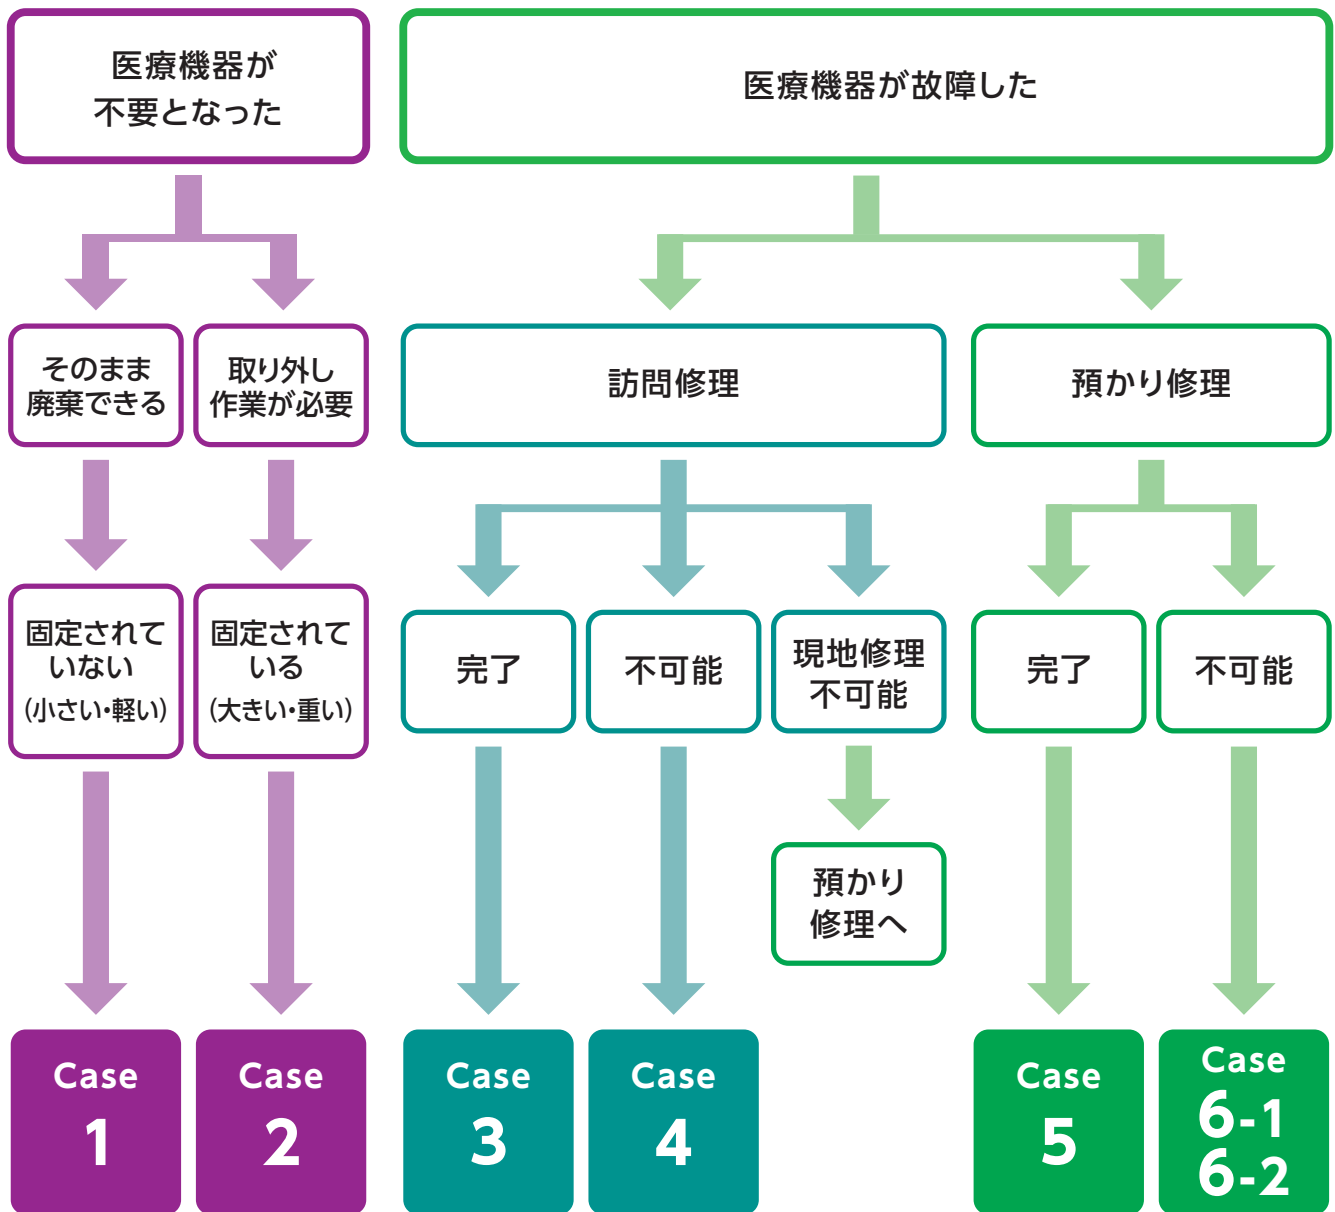 医療機器が
不要となった
医療機器が故障した
そのまま
廃棄できる
取り外し
作業が必要
訪問修理
預かり修理
固定されて
いない
(小さい・軽い)
固定されて
いる
(大きい・重い)
完了
不可能
現地修理
不可能
完了
不可能
預かり
修理へ
Case
1
Case
2
Case
3
Case
4
Case
5
Case
6-1
6-2